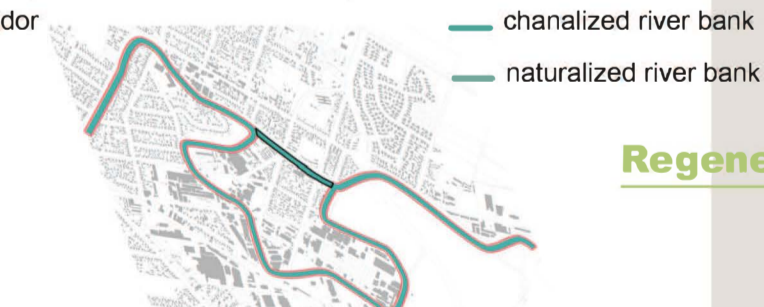 dor
chanalized river bank
naturalized river bank
Regene